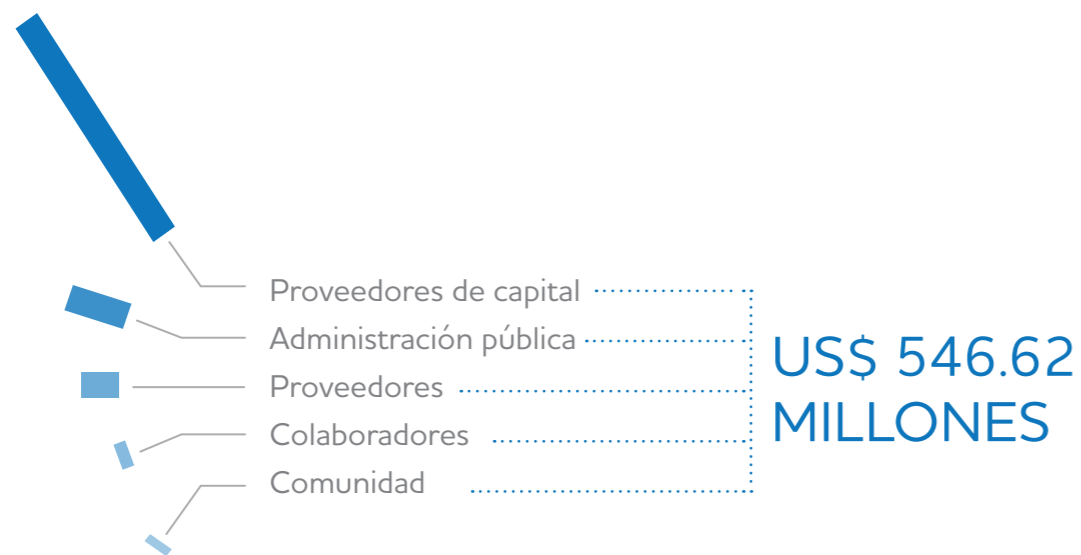 Proveedores de capital
Administración pública
Proveedores
Colaboradores
Comunidad
US$ 546.62
MILLONES